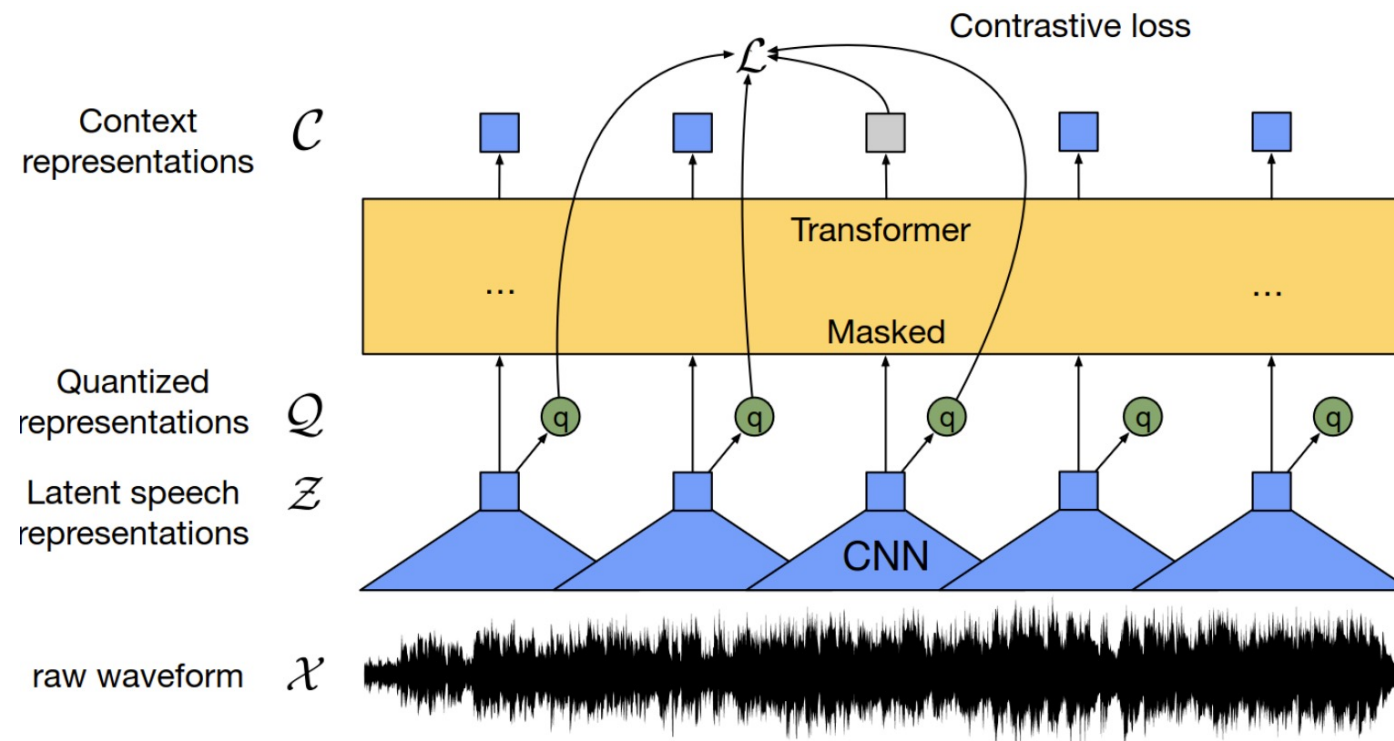 Contrastive loss
ℒ
Context
representations
𝒞
Transformer
...
...
Masked
Quantized
representations
𝒬
q
q
q
q
q
Latent speech
representations
𝒵
CNN
raw waveform
𝒳